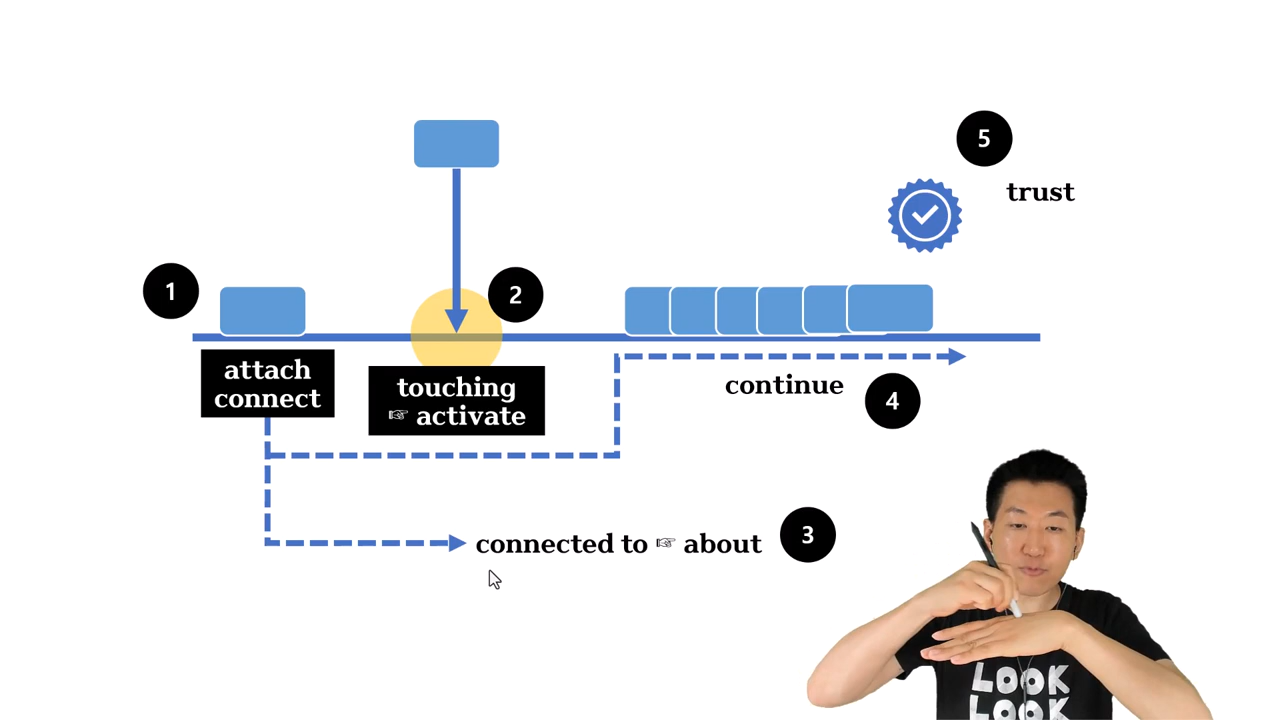 5
trust
1
2
attach
connect
touching
☞ activate
continue
4
connected to ☞ about
3
LOOK
LOOK